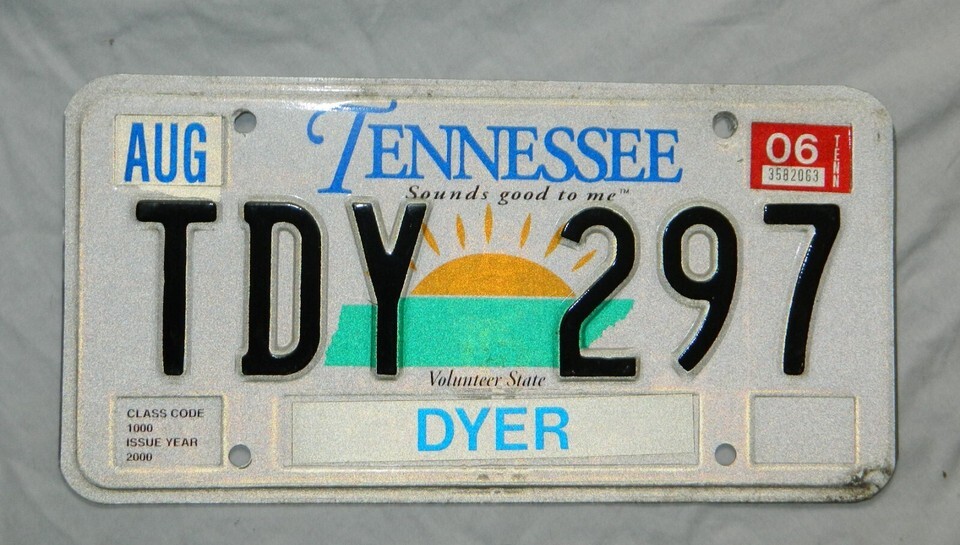 AUG
TENNESSEE
06
TENN
3582063
Sounds good to me™
TDY 297
Volunteer State
CLASS CODE
1000
ISSUE YEAR
2000
DYER